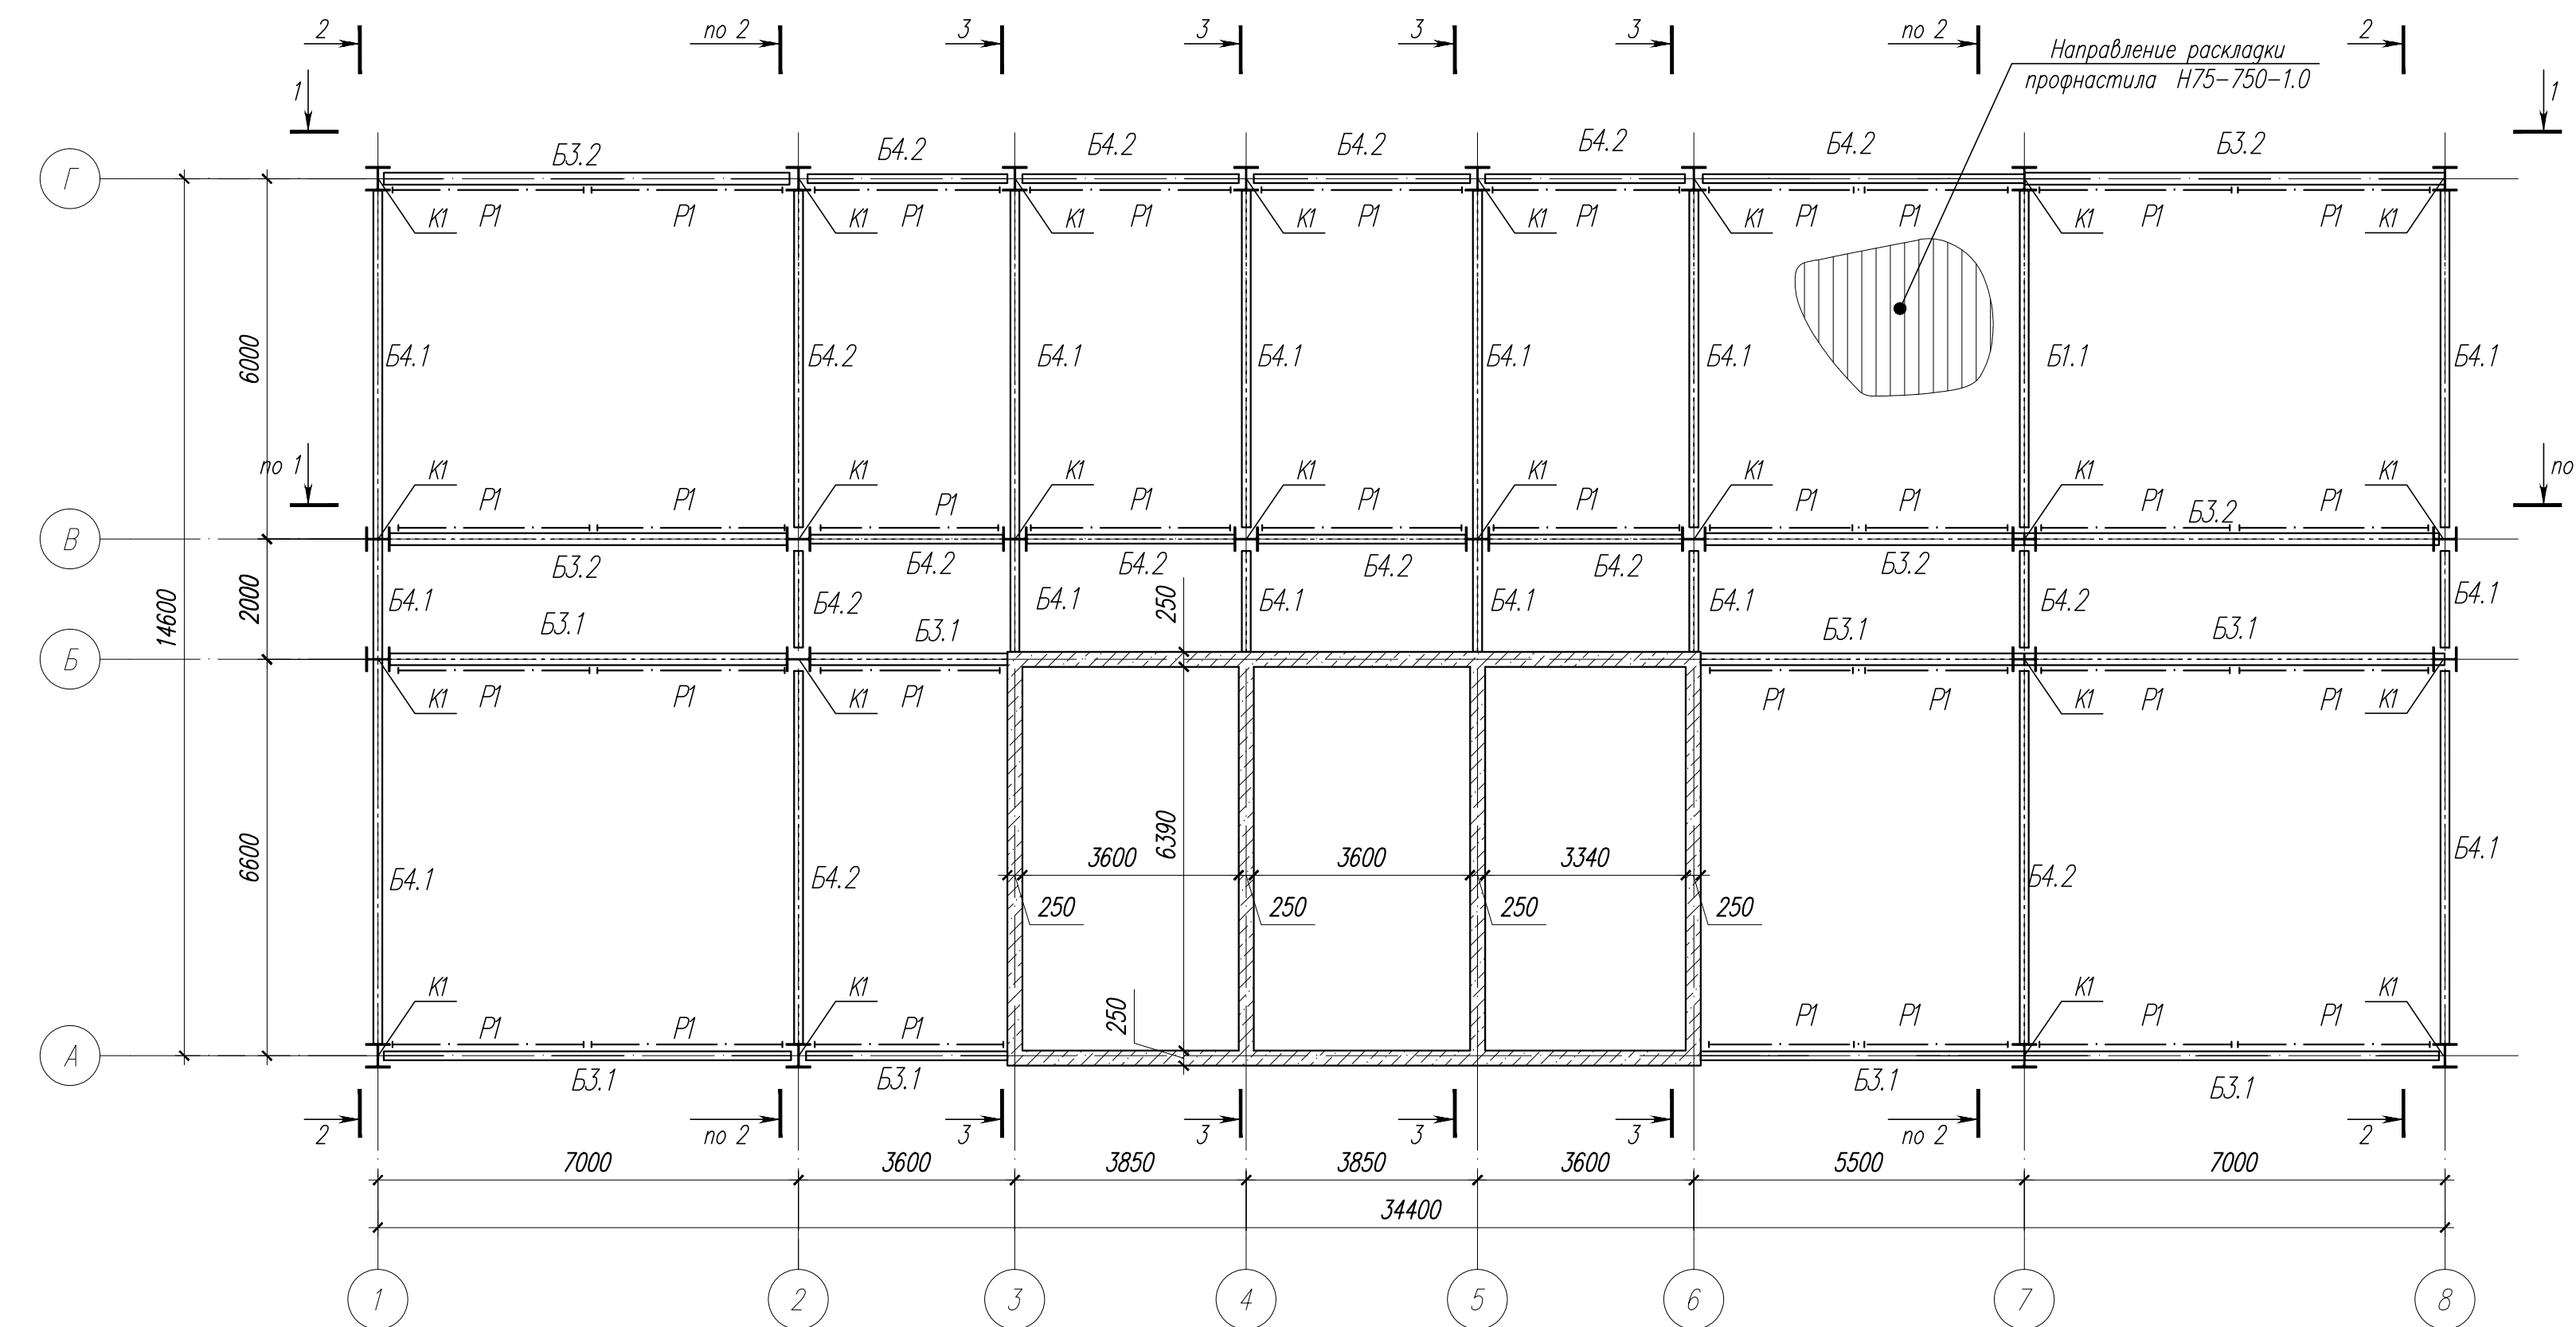 2 по 2 3 3 3 3 по 2 2
Направление раскладки
профнастила Н75-750-1.0
1 1
Б3.2 Б4.2 Б4.2 Б4.2 Б4.2 Б4.2 Б3.2
Г
К1 Р1 Р1 К1 Р1 К1 Р1 К1 Р1 К1 Р1 К1 Р1 Р1 К1 Р1 Р1 К1
6000
Б4.1 Б4.2 Б4.1 Б4.1 Б4.1 Б4.1 Б1.1 Б4.1
по 1 по
К1 К1 К1 К1 К1 К1 К1 К1
Р1 Р1 Р1 Р1 Р1 Р1 Р1 Р1 Р1 Р1
Б3.2
В
Б3.2 Б4.2 Б4.2 Б4.2 Б4.2 Б3.2
14600
2000
250
Б4.1 Б4.2 Б4.1 Б4.1 Б4.1 Б4.1 Б4.2 Б4.1
Б3.1 Б3.1 Б3.1 Б3.1
Б
К1 Р1 Р1 К1 Р1 Р1 Р1 К1 Р1 Р1 К1
6600
6390
3600 3600 3340
Б4.1 Б4.2 Б4.2 Б4.1
250 250 250 250
К1 К1 К1 К1
250
Р1 Р1 Р1 Р1 Р1 Р1 Р1
А
Б3.1 Б3.1 Б3.1 Б3.1
2 по 2 3 3 3 3 по 2 2
7000 3600 3850 3850 3600 5500 7000
34400
1 2 3 4 5 6 7 8